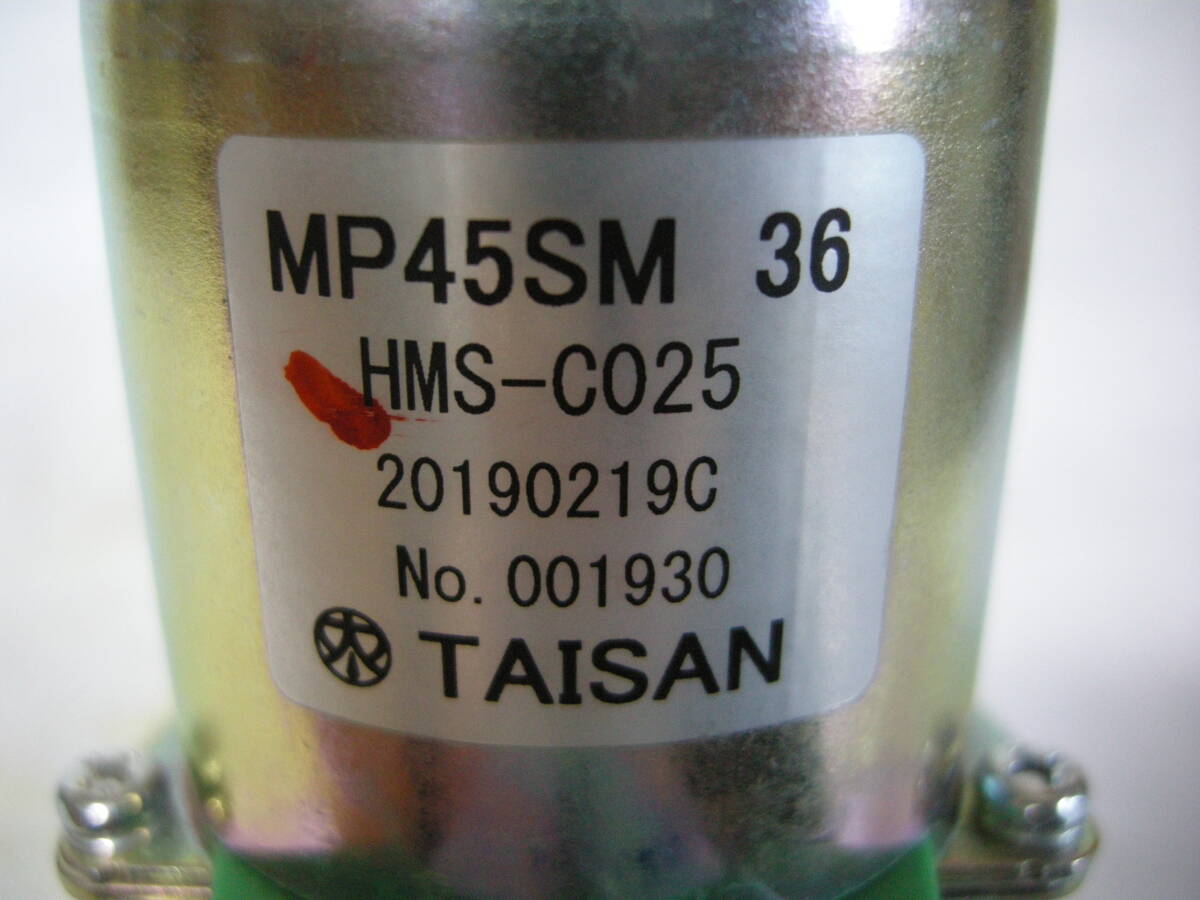 MP45SM 36
HMS-C025
20190219C
No. 001930
TAISAN